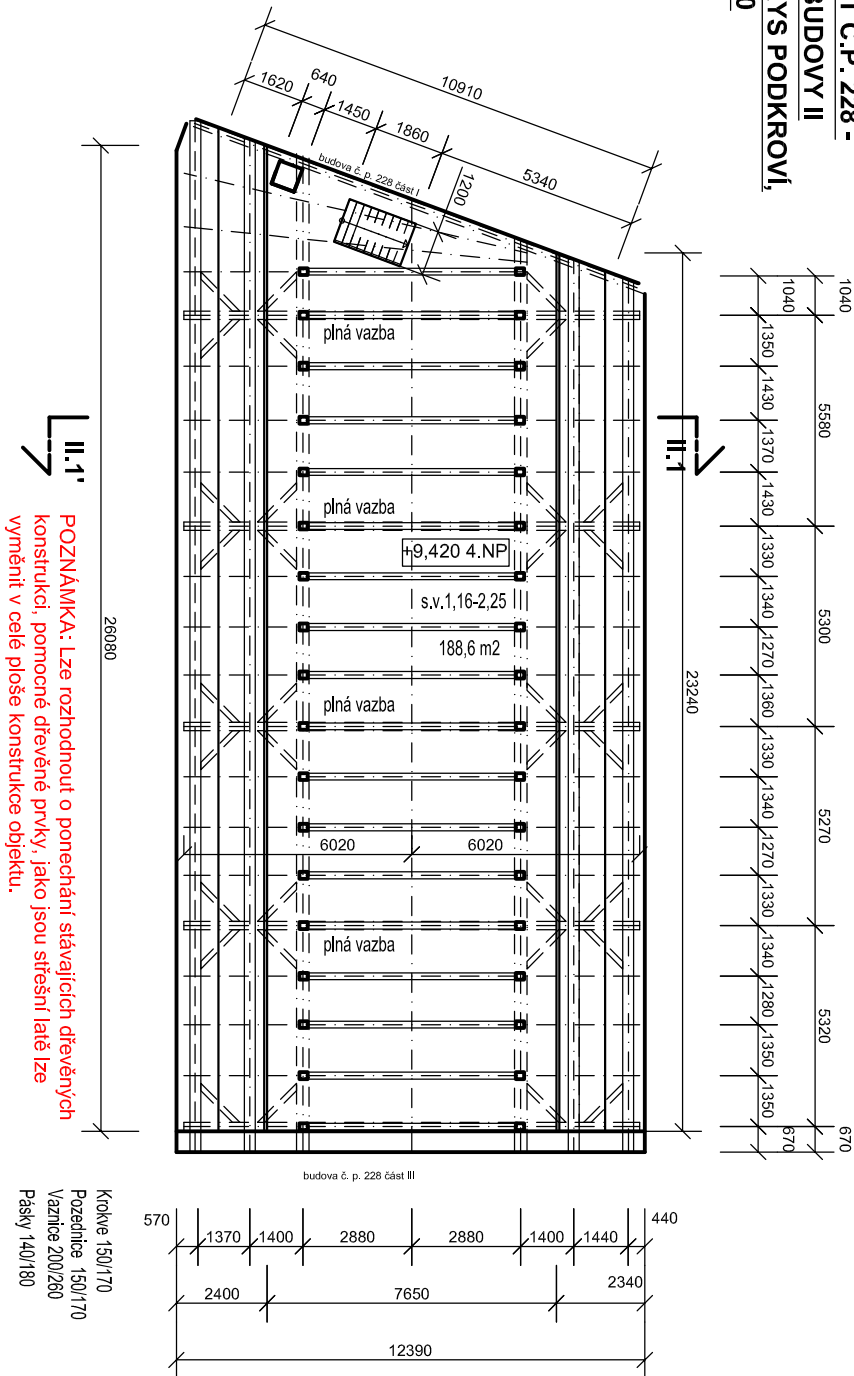 T Č.P. 228 -
BUDOVY II
YS PODKROVÍ,
0
10910
1620
640
1450
1860
5340
1200
budova č. p. 228 část I
1040
5580
5300
5270
5320
670
1040
1350
1430
1370
1430
1330
1340
1270
1360
1330
1340
1270
1330
1340
1280
1350
1350
670
23240
26080
II.1
II.1'
plná vazba
plná vazba
+9,420 4.NP
s.v.1,16-2,25
188,6 m2
plná vazba
6020
6020
plná vazba
budova č. p. 228 část III
POZNÁMKA: Lze rozhodnout o ponechání stávajících dřevěných
konstrukci, pomocné dřevěné prvky, jako jsou střešní latě lze
vyměnit v celé ploše konstrukce objektu.
570
1370
1400
2880
2880
1400
1440
440
2400
7650
2340
12390
Krokve 150/170
Pozednice 150/170
Vaznice 200/260
Pásky 140/180